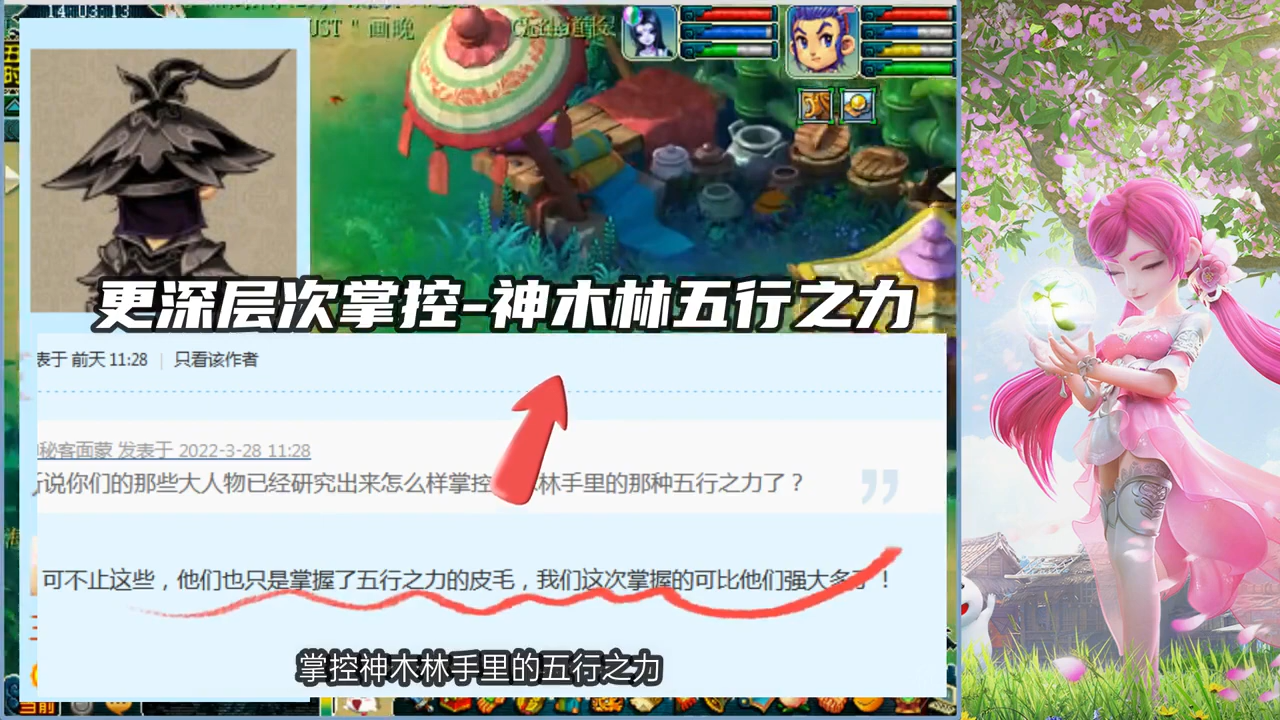 UST " 画晚
更深层次掌控-神木林五行之力
表于 前天 11:28 | 只看该作者
秘客面蒙 发表于 2022-3-28 11:28
说你们的那些大人物已经研究出来怎么样掌控 林手里的那种五行之力了？
可不止这些，他们也只是掌握了五行之力的皮毛，我们这次掌握的可比他们强大多了！
掌控神木林手里的五行之力
当前